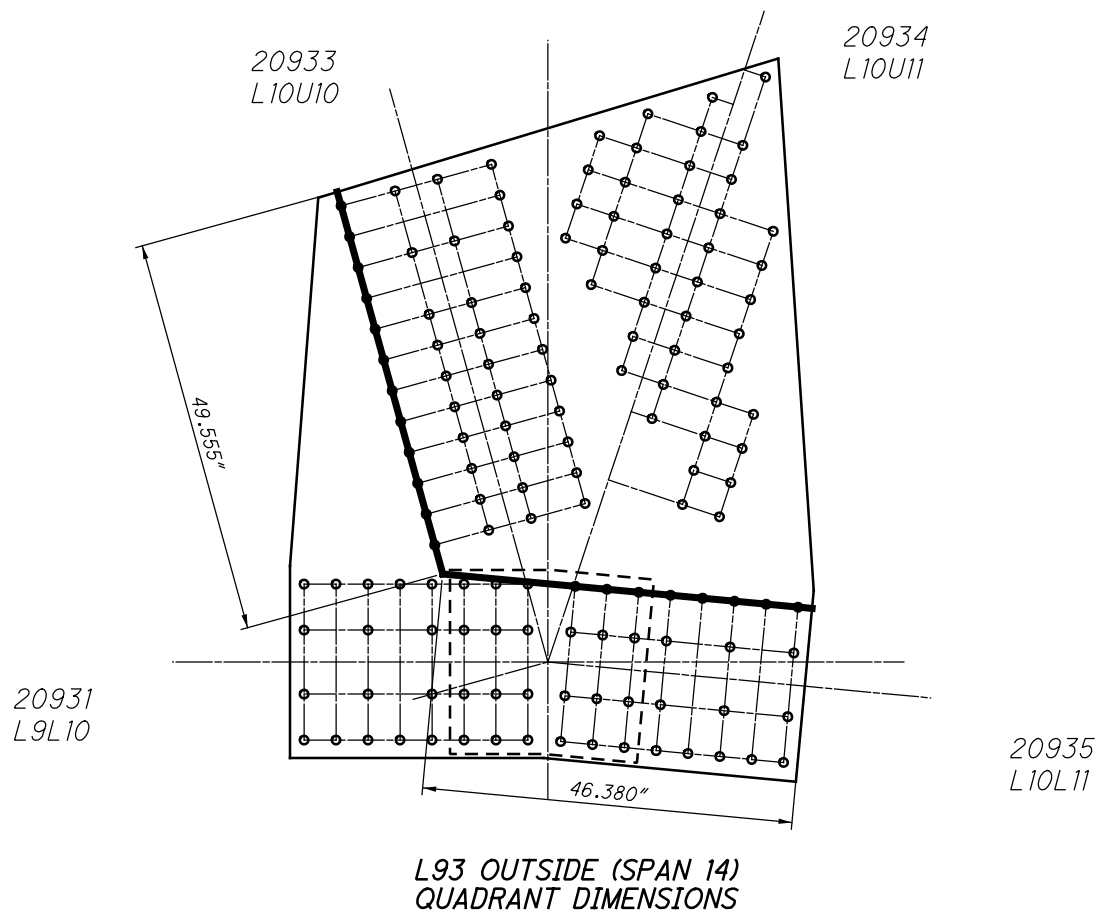 20933
L10U10
20934
L10U11
49.555"
20931
L9L10
46.380"
20935
L10L11
L93 OUTSIDE (SPAN 14)
QUADRANT DIMENSIONS